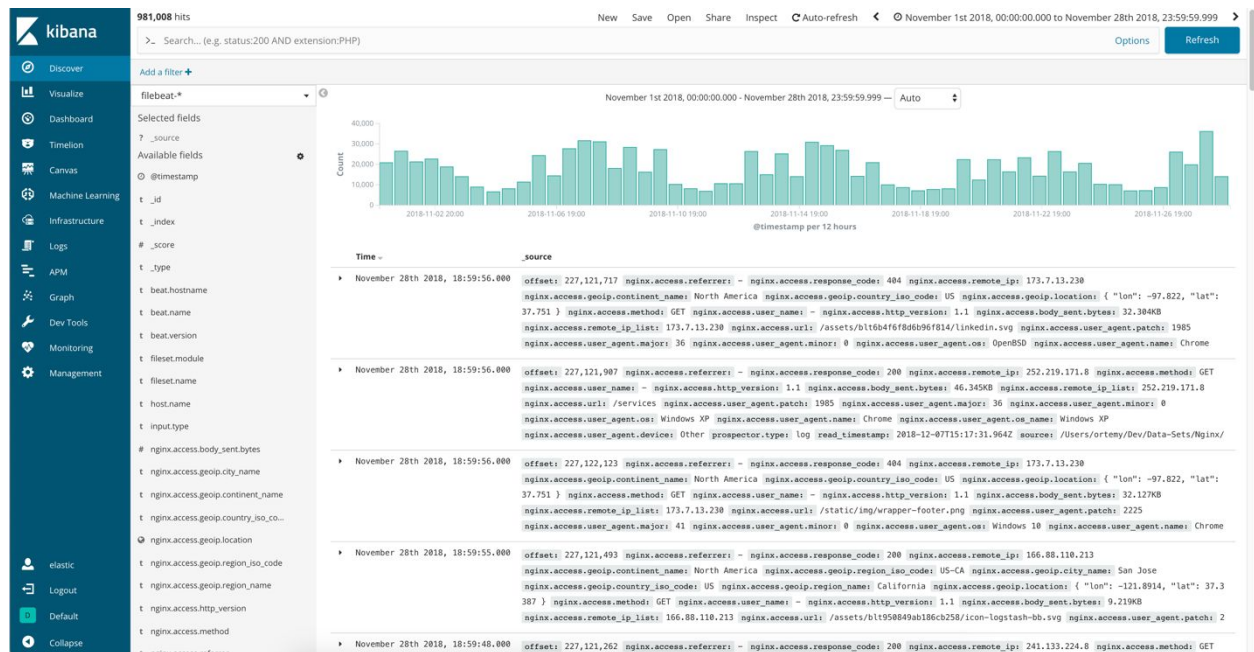 981,008 hits
New Save Open Share Inspect Auto-refresh November 1st 2018, 00:00:00.000 to November 28th 2018, 23:59:59.999
kibana
>_ Search... (e.g. status:200 AND extension:PHP)
Options
Refresh
Add a filter +
Discover
Visualize
Dashboard
Timelion
Canvas
Machine Learning
Infrastructure
Logs
APM
Graph
Dev Tools
Monitoring
Management
elastic
Logout
D Default
Collapse
filebeat-*
Selected fields
? _source
Available fields
@timestamp
t _id
t _index
# _score
t _type
t beat.hostname
t beat.name
t beat.version
t fileset.module
t fileset.name
t host.name
t input.type
# nginx.access.body_sent.bytes
t nginx.access.geoip.city_name
t nginx.access.geoip.continent_name
t nginx.access.geoip.country_iso_co...
nginx.access.geoip.location
t nginx.access.geoip.region_iso_code
t nginx.access.geoip.region_name
t nginx.access.http_version
t nginx.access.method
November 1st 2018, 00:00:00.000 - November 28th 2018, 23:59:59.999 — Auto
Count
40,000
30,000
20,000
10,000
0
2018-11-02 20:00 2018-11-06 19:00 2018-11-10 19:00 2018-11-14 19:00 2018-11-18 19:00 2018-11-22 19:00 2018-11-26 19:00
@timestamp per 12 hours
Time _source
November 28th 2018, 18:59:56.000 offset: 227,121,717 nginx.access.referrer: - nginx.access.response_code: 404 nginx.access.remote_ip: 173.7.13.230
nginx.access.geoip.continent_name: North America nginx.access.geoip.country_iso_code: US nginx.access.geoip.location: { "lon": -97.822, "lat":
37.751 } nginx.access.method: GET nginx.access.user_name: - nginx.access.http_version: 1.1 nginx.access.body_sent.bytes: 32.304KB
nginx.access.remote_ip_list: 173.7.13.230 nginx.access.url: /assets/blt6b4f6f8d6b96f814/linkedin.svg nginx.access.user_agent.patch: 1985
nginx.access.user_agent.major: 36 nginx.access.user_agent.minor: 0 nginx.access.user_agent.os: OpenBSD nginx.access.user_agent.name: Chrome
November 28th 2018, 18:59:56.000 offset: 227,121,907 nginx.access.referrer: - nginx.access.response_code: 200 nginx.access.remote_ip: 252.219.171.8 nginx.access.method: GET
nginx.access.user_name: - nginx.access.http_version: 1.1 nginx.access.body_sent.bytes: 46.345KB nginx.access.remote_ip_list: 252.219.171.8
nginx.access.url: /services nginx.access.user_agent.patch: 1985 nginx.access.user_agent.major: 36 nginx.access.user_agent.minor: 0
nginx.access.user_agent.os: Windows XP nginx.access.user_agent.name: Chrome nginx.access.user_agent.os_name: Windows XP
nginx.access.user_agent.device: Other prospector.type: log read_timestamp: 2018-12-07T15:17:31.964Z source: /Users/ortemy/Dev/Data-Sets/Nginx/
November 28th 2018, 18:59:56.000 offset: 227,122,123 nginx.access.referrer: - nginx.access.response_code: 404 nginx.access.remote_ip: 173.7.13.230
nginx.access.geoip.continent_name: North America nginx.access.geoip.country_iso_code: US nginx.access.geoip.location: { "lon": -97.822, "lat":
37.751 } nginx.access.method: GET nginx.access.user_name: - nginx.access.http_version: 1.1 nginx.access.body_sent.bytes: 32.127KB
nginx.access.remote_ip_list: 173.7.13.230 nginx.access.url: /static/img/wrapper-footer.png nginx.access.user_agent.patch: 2225
nginx.access.user_agent.major: 41 nginx.access.user_agent.minor: 0 nginx.access.user_agent.os: Windows 10 nginx.access.user_agent.name: Chrome
November 28th 2018, 18:59:55.000 offset: 227,121,493 nginx.access.referrer: - nginx.access.response_code: 200 nginx.access.remote_ip: 166.88.110.213
nginx.access.geoip.continent_name: North America nginx.access.geoip.region_iso_code: US-CA nginx.access.geoip.city_name: San Jose
nginx.access.geoip.country_iso_code: US nginx.access.geoip.region_name: California nginx.access.geoip.location: { "lon": -121.8914, "lat": 37.3
387 } nginx.access.method: GET nginx.access.user_name: - nginx.access.http_version: 1.1 nginx.access.body_sent.bytes: 9.219KB
nginx.access.remote_ip_list: 166.88.110.213 nginx.access.url: /assets/blt950849ab186cb258/icon-logstash-bb.svg nginx.access.user_agent.patch: 2
November 28th 2018, 18:59:48.000 offset: 227,121,262 nginx.access.referrer: - nginx.access.response_code: 200 nginx.access.remote_ip: 241.133.224.8 nginx.access.method: GET